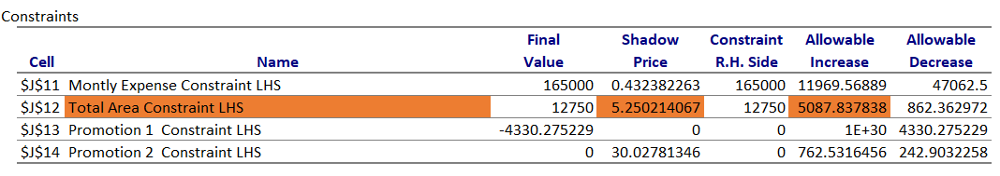 Constraints
Final Shadow Constraint Allowable Allowable
Cell Name Value Price R.H. Side Increase Decrease
$J$11 Montly Expense Constraint LHS 165000 0.432382263 165000 11969.56889 47062.5
$J$12 Total Area Constraint LHS 12750 5.250214067 12750 5087.837838 862.362972
$J$13 Promotion 1 Constraint LHS -4330.275229 0 0 1E+30 4330.275229
$J$14 Promotion 2 Constraint LHS 0 30.02781346 0 762.5316456 242.9032258